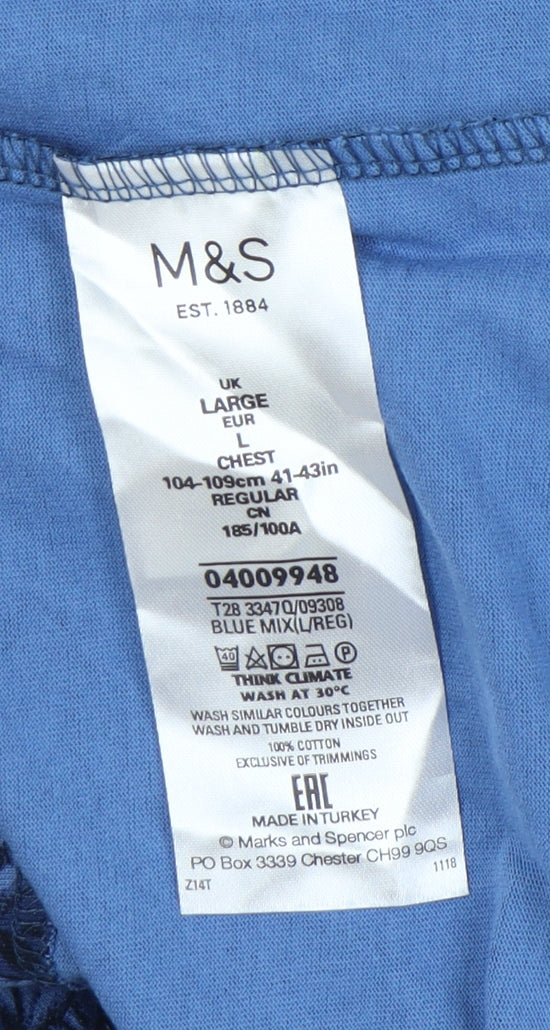 M&S
EST. 1884
UK
LARGE
EUR
L
CHEST
104-109cm 41-43in
REGULAR
CN
185/100A
04009948
T28 3347Q/09308
BLUE MIX(L/REG)
40 P
THINK CLIMATE
WASH AT 30°C
WASH SIMILAR COLOURS TOGETHER
WASH AND TUMBLE DRY INSIDE OUT
100% COTTON
EXCLUSIVE OF TRIMMINGS
EAC
MADE IN TURKEY
© Marks and Spencer plc
PO Box 3339 Chester CH99 9QS
Z14T 1118